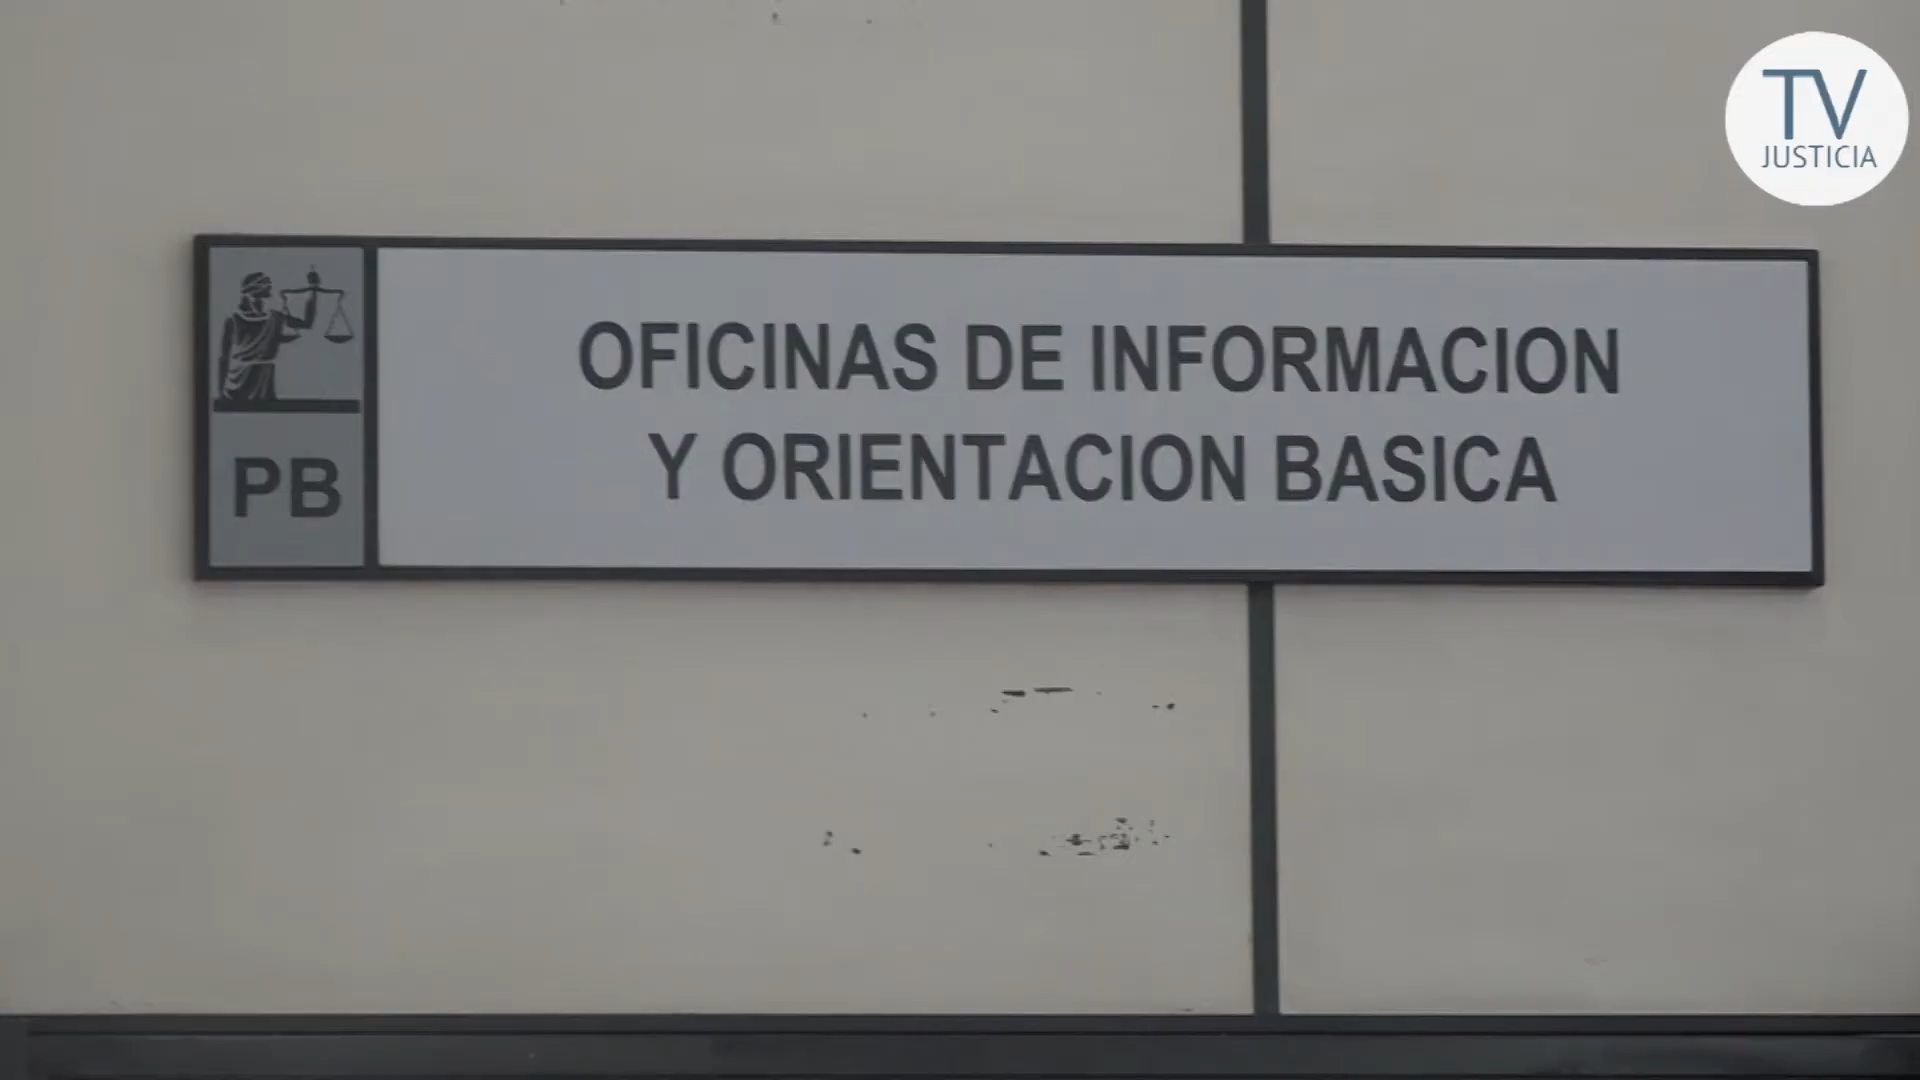 TV
JUSTICIA
PB
OFICINAS DE INFORMACION
Y ORIENTACION BASICA